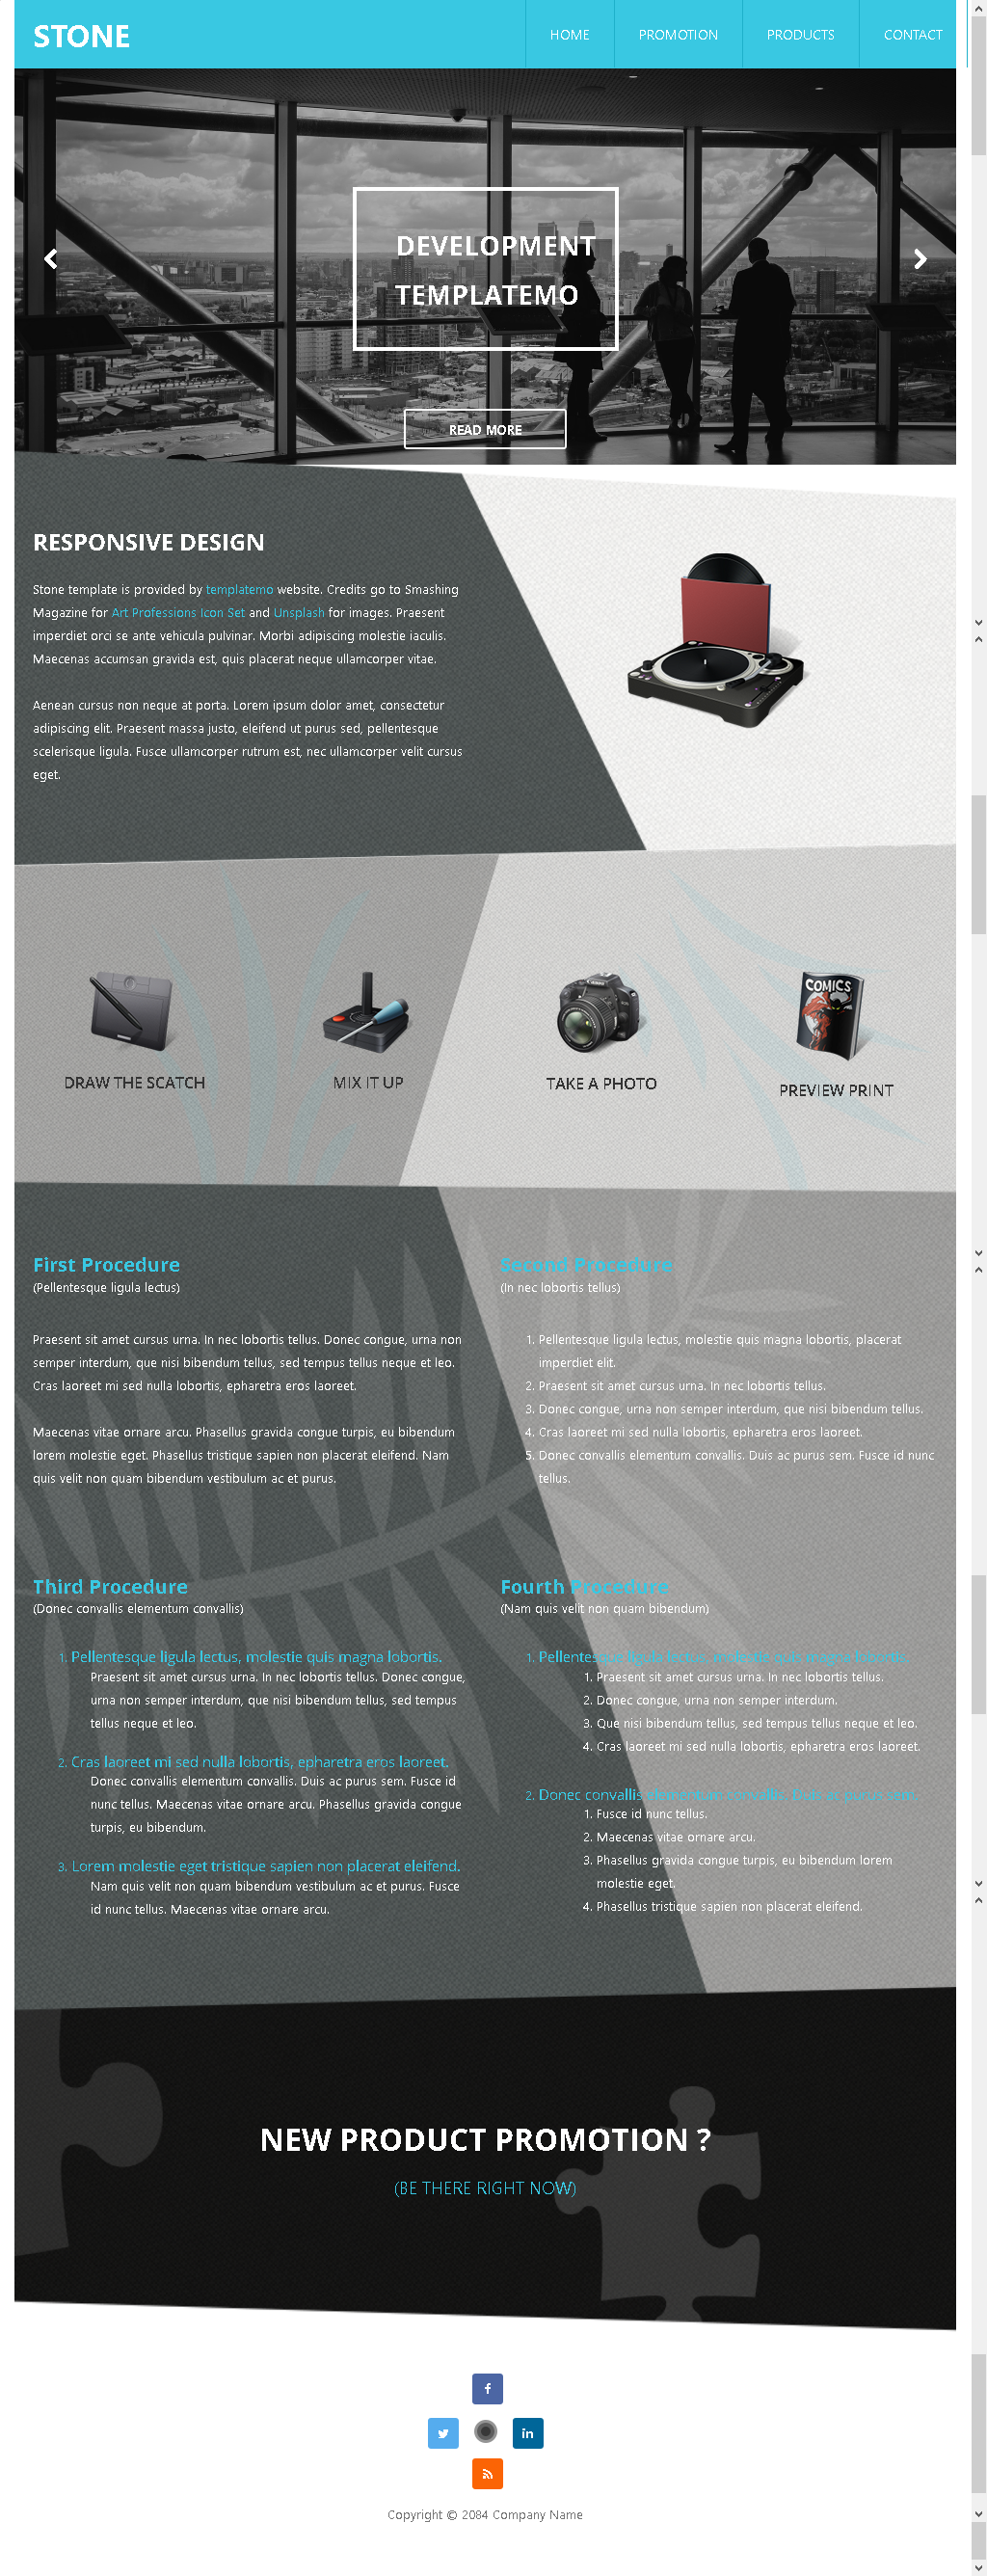 STONE
HOME PROMOTION PRODUCTS CONTACT
DEVELOPMENT
TEMPLATEMO
READ MORE
RESPONSIVE DESIGN
Stone template is provided by templatemo website. Credits go to Smashing
Magazine for Art Professions Icon Set and Unsplash for images. Praesent
imperdiet orci se ante vehicula pulvinar. Morbi adipiscing molestie iaculis.
Maecenas accumsan gravida est, quis placerat neque ullamcorper vitae.
Aenean cursus non neque at porta. Lorem ipsum dolor amet, consectetur
adipiscing elit. Praesent massa justo, eleifend ut purus sed, pellentesque
scelerisque ligula. Fusce ullamcorper rutrum est, nec ullamcorper velit cursus
eget.
COMICS
DRAW THE SCATCH
MIX IT UP
TAKE A PHOTO
PREVIEW PRINT
First Procedure
(Pellentesque ligula lectus)
Praesent sit amet cursus urna. In nec lobortis tellus. Donec congue, urna non
semper interdum, que nisi bibendum tellus, sed tempus tellus neque et leo.
Cras laoreet mi sed nulla lobortis, epharetra eros laoreet.
Maecenas vitae ornare arcu. Phasellus gravida congue turpis, eu bibendum
lorem molestie eget. Phasellus tristique sapien non placerat eleifend. Nam
quis velit non quam bibendum vestibulum ac et purus.
Second Procedure
(In nec lobortis tellus)
1. Pellentesque ligula lectus, molestie quis magna lobortis, placerat
imperdiet elit.
2. Praesent sit amet cursus urna. In nec lobortis tellus.
3. Donec congue, urna non semper interdum, que nisi bibendum tellus.
4. Cras laoreet mi sed nulla lobortis, epharetra eros laoreet.
5. Donec convallis elementum convallis. Duis ac purus sem. Fusce id nunc
tellus.
Third Procedure
(Donec convallis elementum convallis)
1. Pellentesque ligula lectus, molestie quis magna lobortis.
Praesent sit amet cursus urna. In nec lobortis tellus. Donec congue,
urna non semper interdum, que nisi bibendum tellus, sed tempus
tellus neque et leo.
2. Cras laoreet mi sed nulla lobortis, epharetra eros laoreet.
Donec convallis elementum convallis. Duis ac purus sem. Fusce id
nunc tellus. Maecenas vitae ornare arcu. Phasellus gravida congue
turpis, eu bibendum.
3. Lorem molestie eget tristique sapien non placerat eleifend.
Nam quis velit non quam bibendum vestibulum ac et purus. Fusce
id nunc tellus. Maecenas vitae ornare arcu.
Fourth Procedure
(Nam quis velit non quam bibendum)
1. Pellentesque ligula lectus, molestie quis magna lobortis.
1. Praesent sit amet cursus urna. In nec lobortis tellus.
2. Donec congue, urna non semper interdum.
3. Que nisi bibendum tellus, sed tempus tellus neque et leo.
4. Cras laoreet mi sed nulla lobortis, epharetra eros laoreet.
2. Donec convallis elementum convallis. Duis ac purus sem.
1. Fusce id nunc tellus.
2. Maecenas vitae ornare arcu.
3. Phasellus gravida congue turpis, eu bibendum lorem
molestie eget.
4. Phasellus tristique sapien non placerat eleifend.
NEW PRODUCT PROMOTION ?
(BE THERE RIGHT NOW)
Copyright © 2084 Company Name